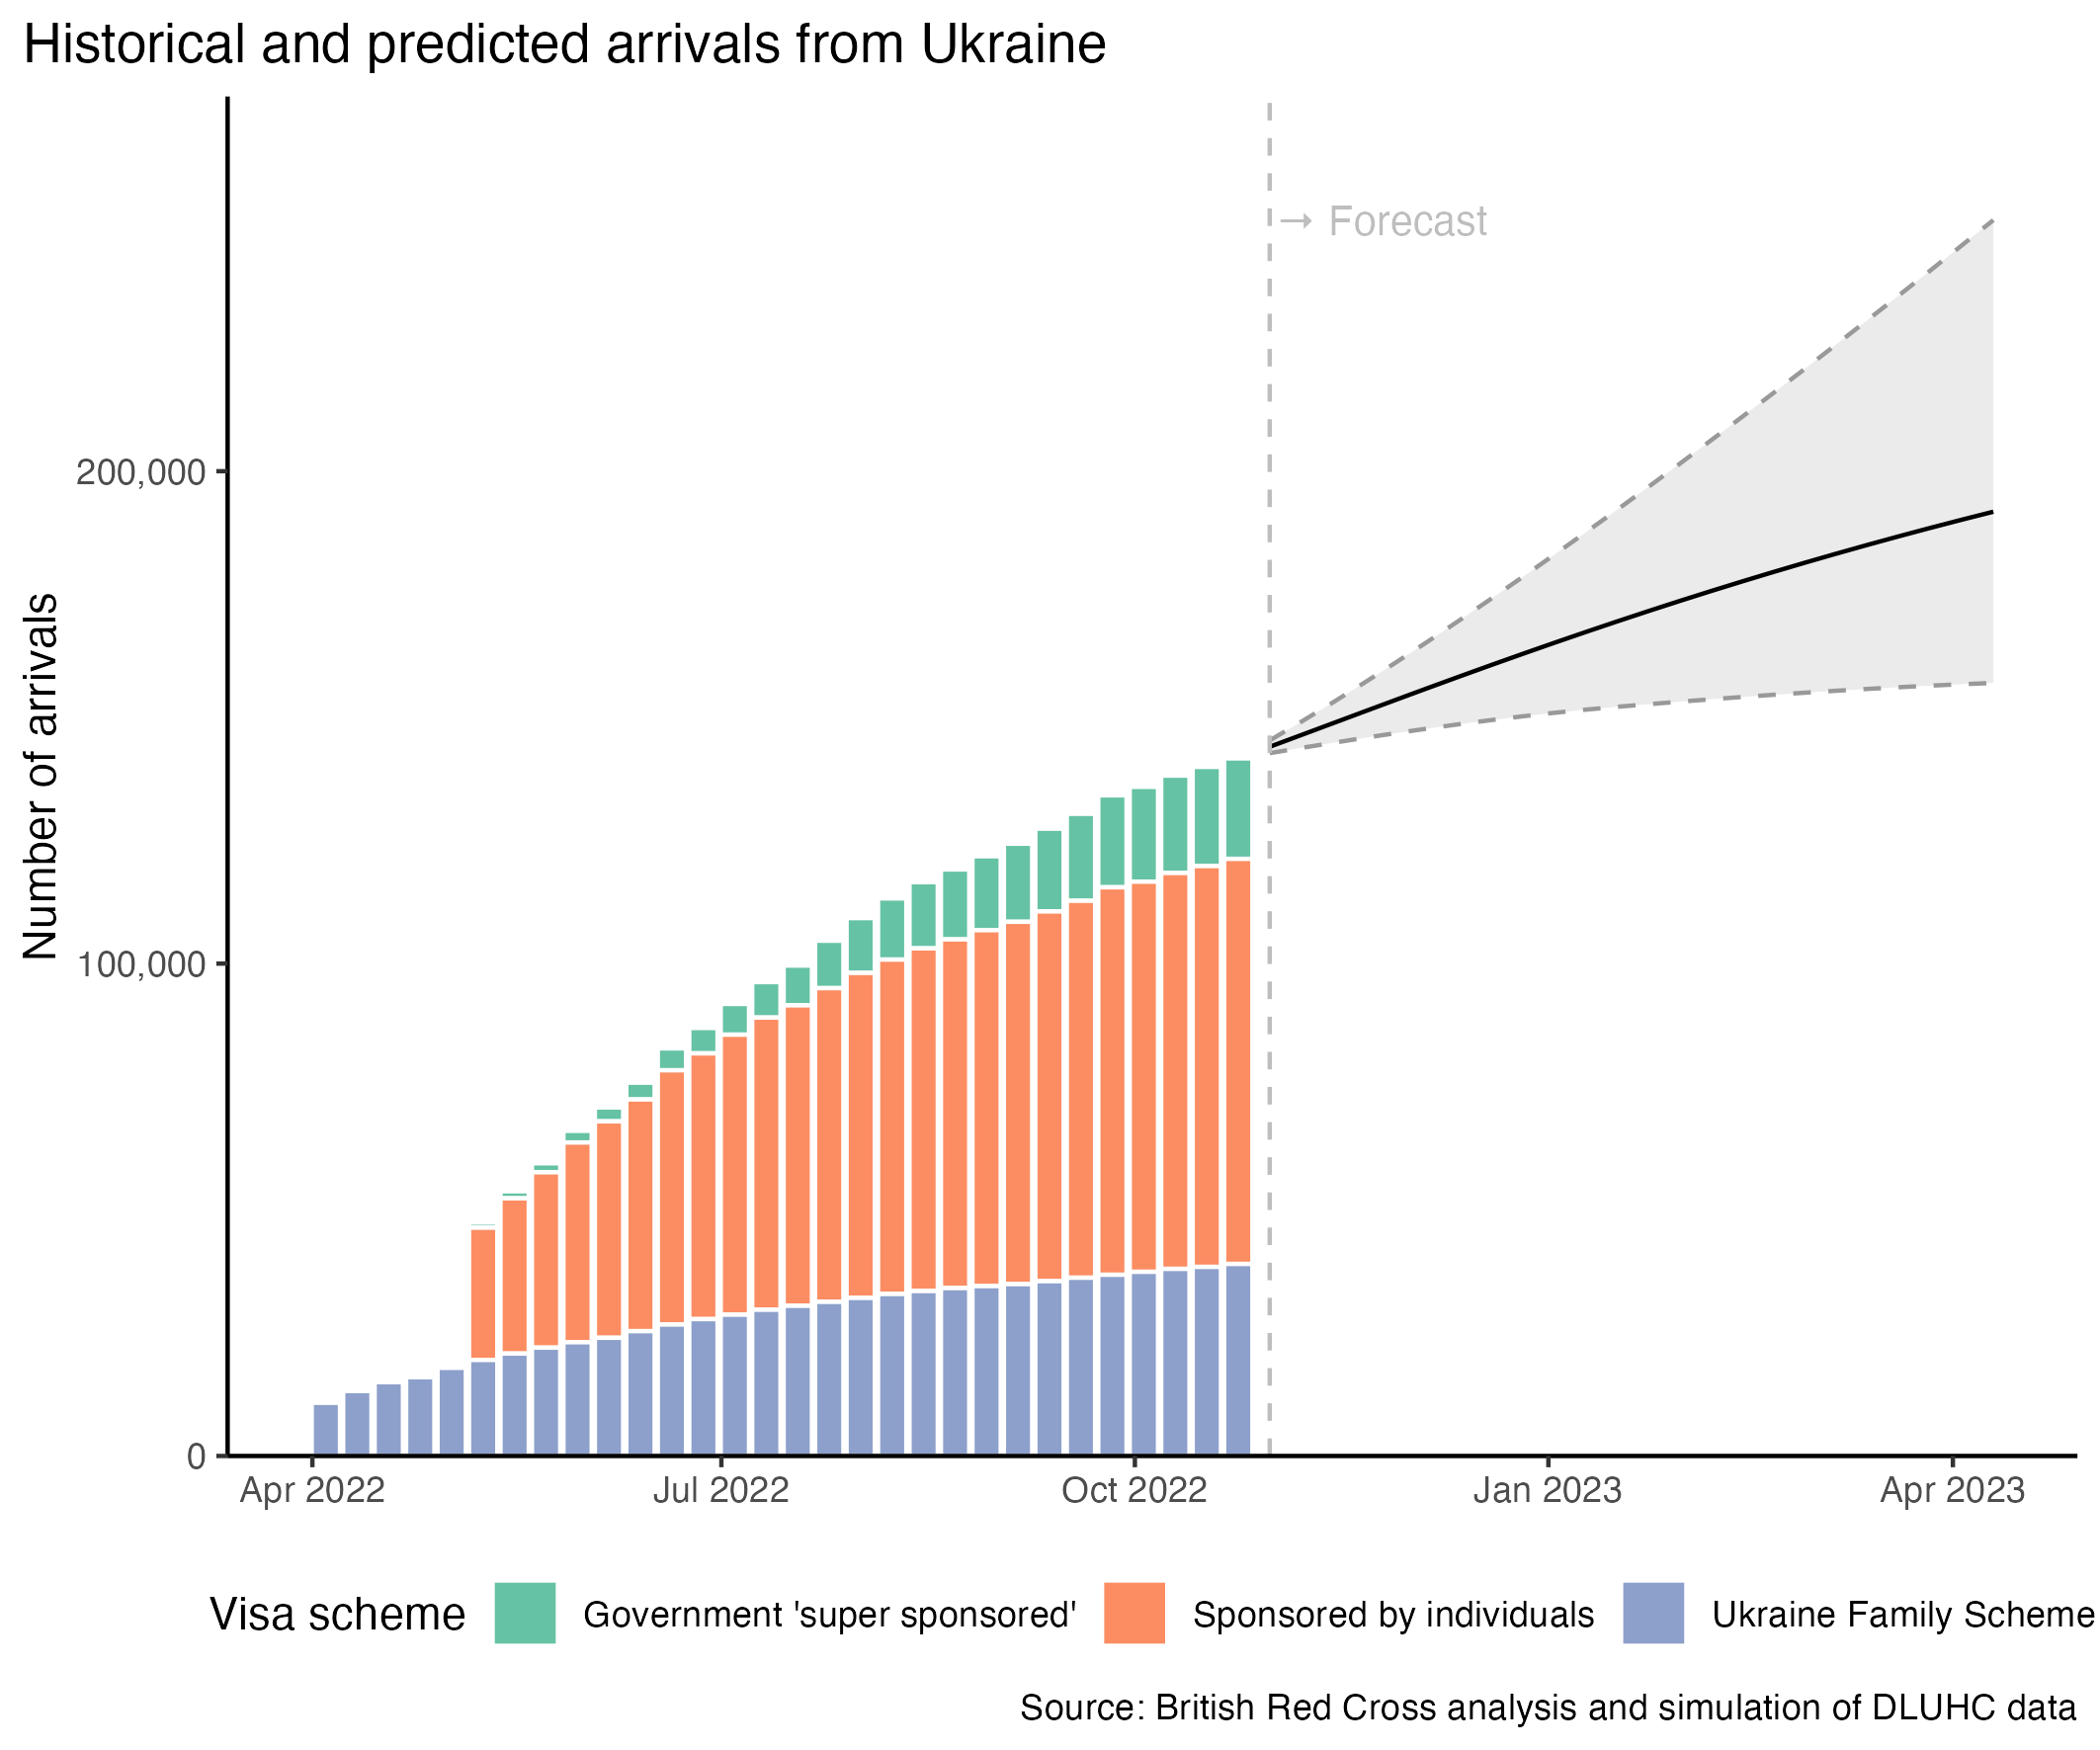 Historical and predicted arrivals from Ukraine
→ Forecast
Number of arrivals
200,000
100,000
0
Apr 2022
Jul 2022
Oct 2022
Jan 2023
Apr 2023
Visa scheme
Government 'super sponsored'
Sponsored by individuals
Ukraine Family Scheme
Source: British Red Cross analysis and simulation of DLUHC data